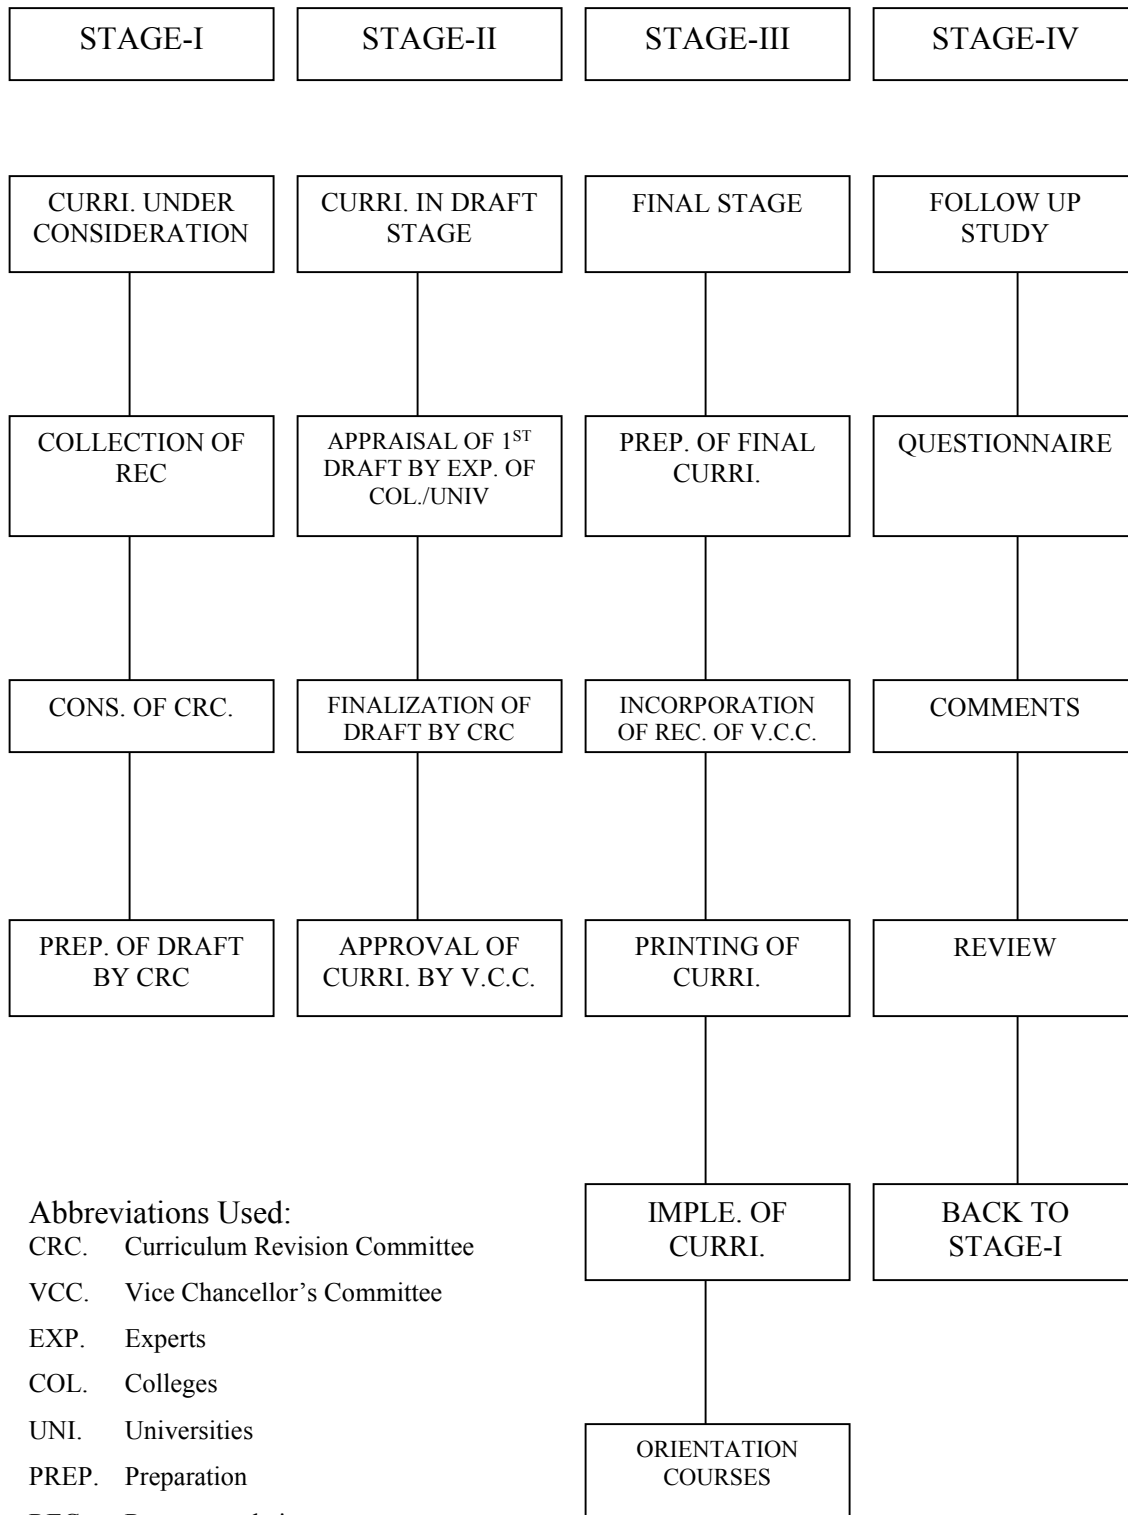 STAGE-I
STAGE-II
STAGE-III
STAGE-IV
CURRI. UNDER
CONSIDERATION
CURRI. IN DRAFT
STAGE
FINAL STAGE
FOLLOW UP
STUDY
COLLECTION OF
REC
APPRAISAL OF 1ST
DRAFT BY EXP. OF
COL./UNIV
PREP. OF FINAL
CURRI.
QUESTIONNAIRE
CONS. OF CRC.
FINALIZATION OF
DRAFT BY CRC
INCORPORATION
OF REC. OF V.C.C.
COMMENTS
PREP. OF DRAFT
BY CRC
APPROVAL OF
CURRI. BY V.C.C.
PRINTING OF
CURRI.
REVIEW
IMPLE. OF
CURRI.
BACK TO
STAGE-I
ORIENTATION
COURSES
Abbreviations Used:
CRC. Curriculum Revision Committee
VCC. Vice Chancellor’s Committee
EXP. Experts
COL. Colleges
UNI. Universities
PREP. Preparation